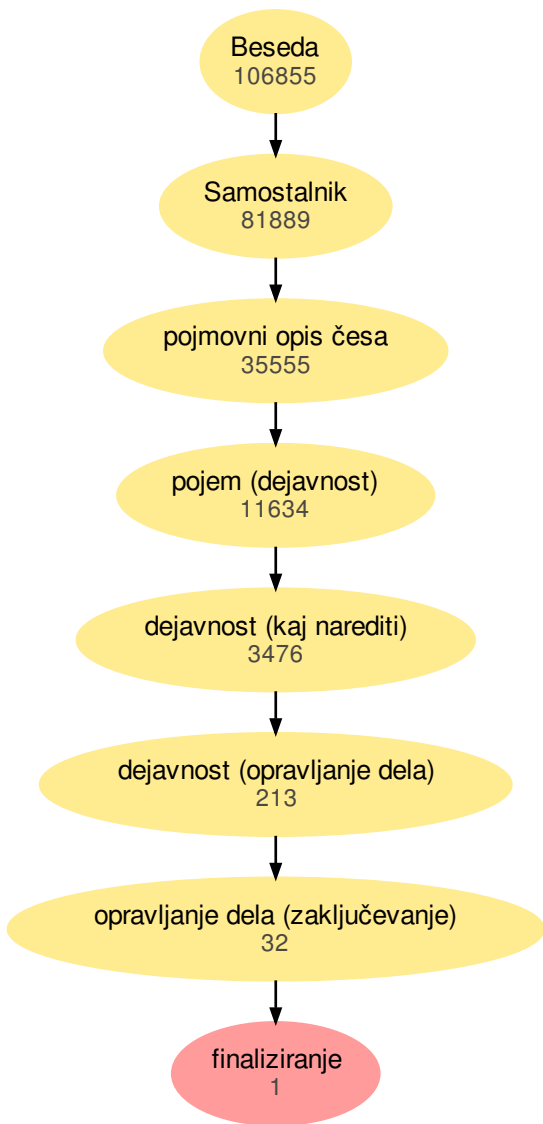 Beseda
106855
Samostalnik
81889
pojmovni opis česa
35555
pojem (dejavnost)
11634
dejavnost (kaj narediti)
3476
dejavnost (opravljanje dela)
213
opravljanje dela (zaključevanje)
32
finaliziranje
1